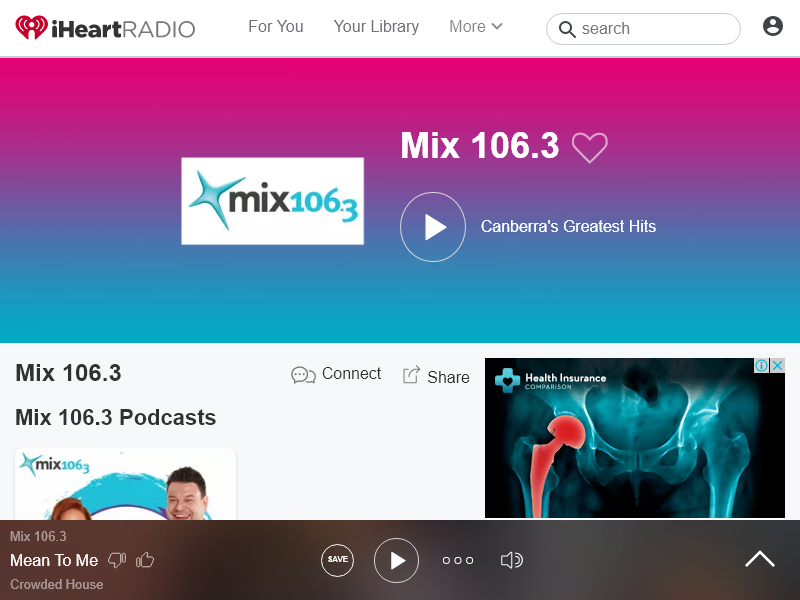 iHeartRADIO
For You
Your Library
More
search
Mix 106.3
mix106.3
Canberra's Greatest Hits
Mix 106.3
Connect
Share
Mix 106.3 Podcasts
Health Insurance
COMPARISON
mix106.3
Mix 106.3
Mean To Me
Crowded House
SAVE